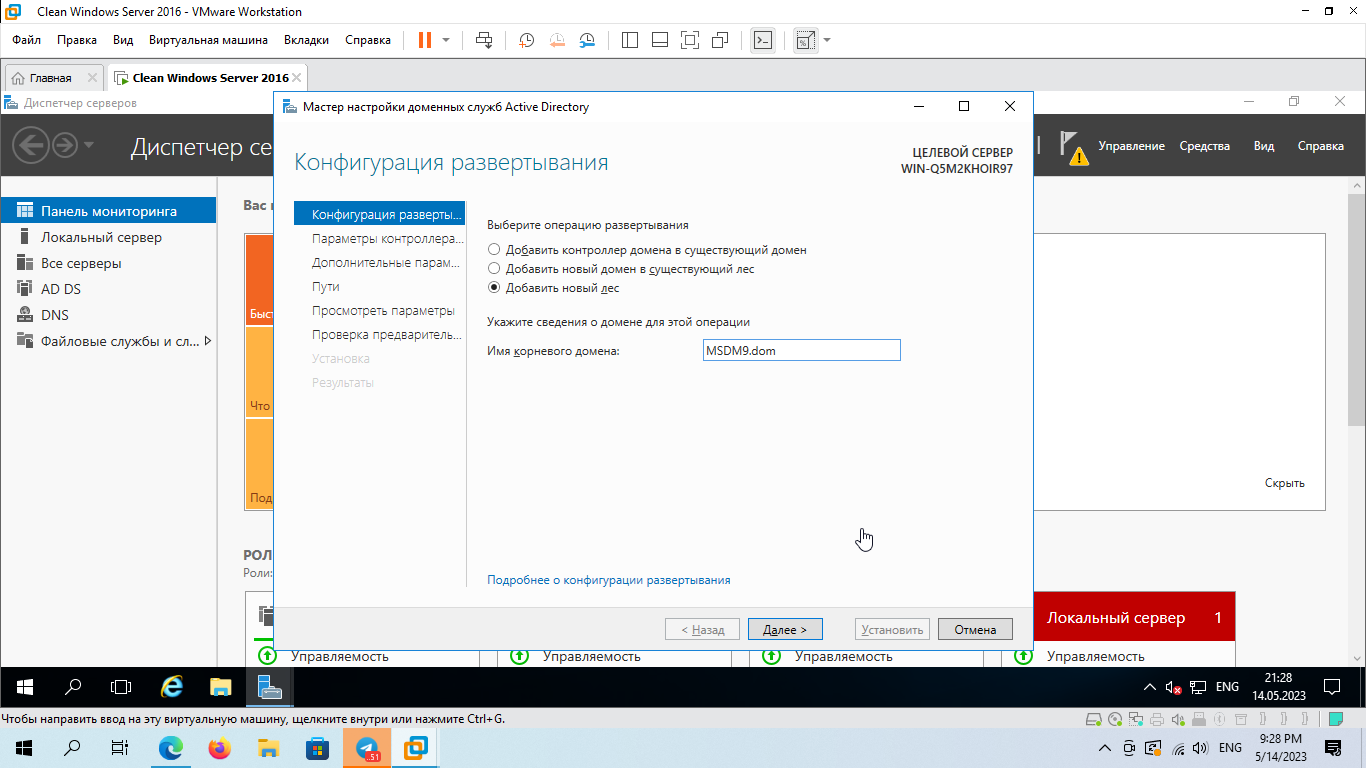 Clean Windows Server 2016 - VMware Workstation
Файл Правка Вид Виртуальная машина Вкладки Справка
Главная
Clean Windows Server 2016
Диспетчер серверов
Мастер настройки доменных служб Active Directory
Диспетчер се
Управление Средства Вид Справка
Конфигурация развертывания
ЦЕЛЕВОЙ СЕРВЕР
WIN-Q5M2KHOIR97
Панель мониторинга
Локальный сервер
Все серверы
AD DS
DNS
Файловые службы и сл...
Вас
Быст
Что
Под
Конфигурация разверты...
Параметры контроллера...
Дополнительные парам...
Пути
Просмотреть параметры
Проверка предваритель...
Установка
Результаты
Выберите операцию развертывания
Добавить контроллер домена в существующий домен
Добавить новый домен в существующий лес
Добавить новый лес
Укажите сведения о домене для этой операции
Имя корневого домена: MSDM9.dom
Подробнее о конфигурации развертывания
Скрыть
< Назад Далее > Установить Отмена
РОЛ
Роли:
Локальный сервер 1
Управляемость Управляемость Управляемость Управляемость
ENG
21:28
14.05.2023
Чтобы направить ввод на эту виртуальную машину, щелкните внутри или нажмите Ctrl+G.
51
ENG
9:28 PM
5/14/2023